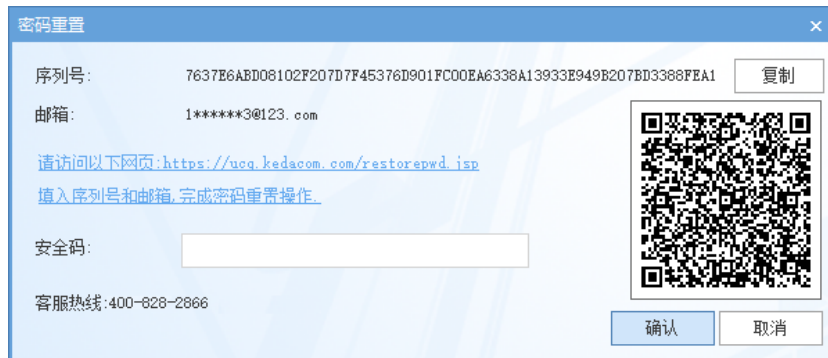 密码重置
序列号: 7637E6ABD08102F207D7F45376D901FC00EA6338A13933E949B207BD3388FEA1 复制
邮箱: 1******3@123.com
请访问以下网页:https://ucq.kedacom.com/restorepwd.jsp
填入序列号和邮箱,完成密码重置操作.
安全码:
客服热线:400-828-2866
确认 取消